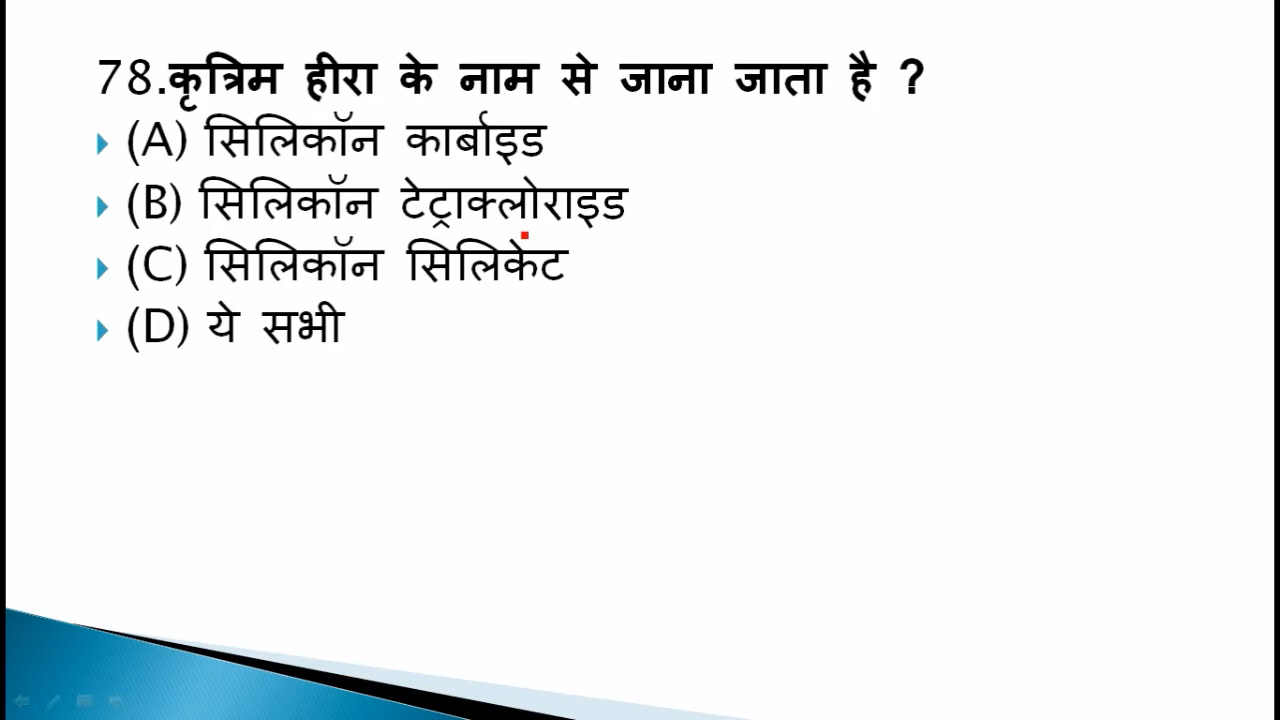 78.कृत्रिम हीरा के नाम से जाना जाता है ?
(A) सिलिकॉन कार्बाइड
(B) सिलिकॉन टेट्राक्लोराइड
(C) सिलिकॉन सिलिकेट
(D) ये सभी